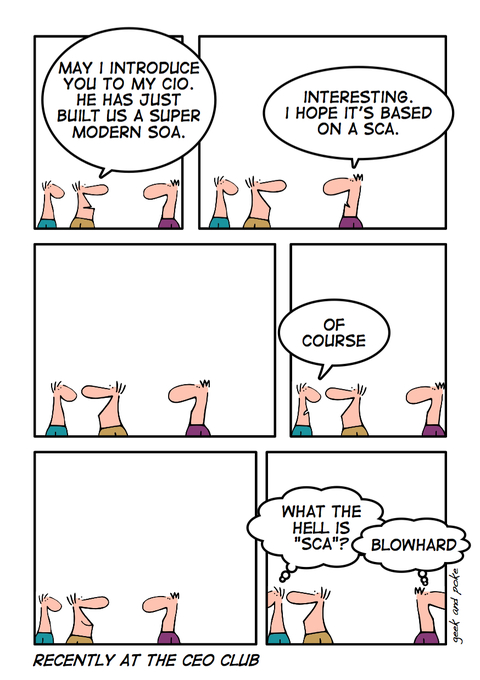 MAY I INTRODUCE
YOU TO MY CIO.
HE HAS JUST
BUILT US A SUPER
MODERN SOA.
INTERESTING.
I HOPE IT'S BASED
ON A SCA.
OF
COURSE
WHAT THE
HELL IS
"SCA"?
BLOWHARD
geek and poke
RECENTLY AT THE CEO CLUB